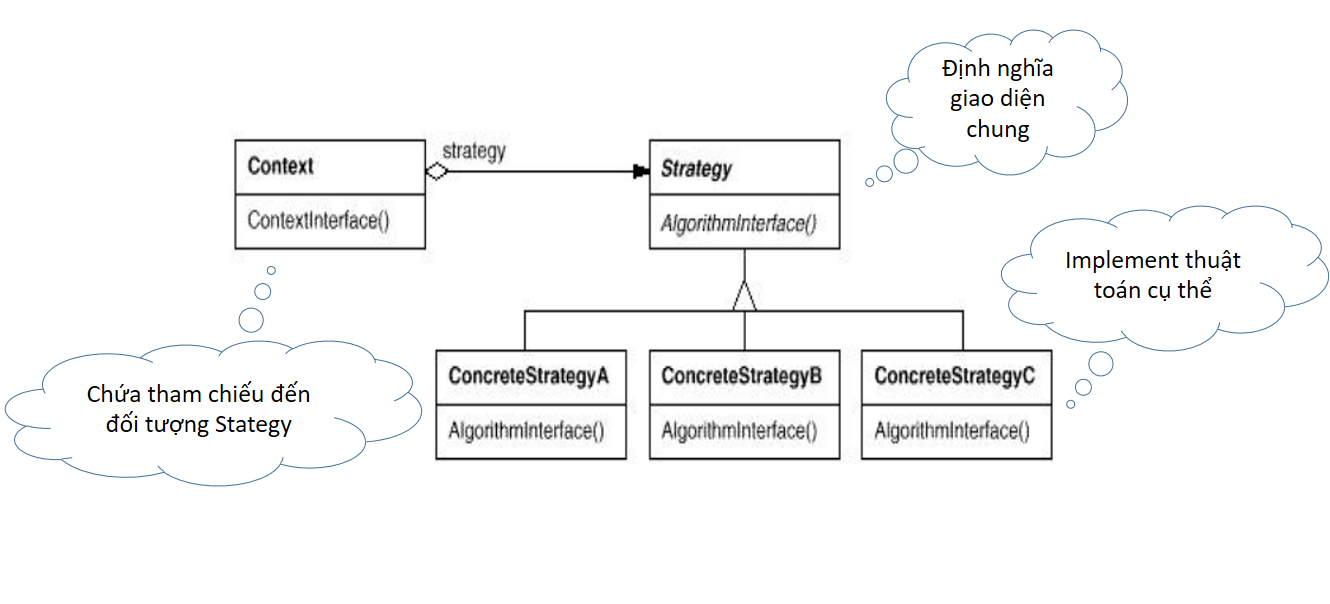 Định nghĩa
giao diện
chung
strategy
Context
ContextInterface()
Strategy
AlgorithmInterface()
Implement thuật
toán cụ thể
Chứa tham chiếu đến
đối tượng Stategy
ConcreteStrategyA
AlgorithmInterface()
ConcreteStrategyB
AlgorithmInterface()
ConcreteStrategyC
AlgorithmInterface()